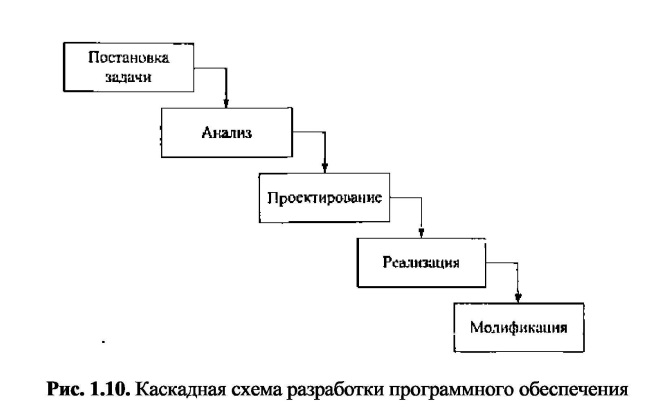 Постановка
задачи
Анализ
Проектирование
Реализация
Модификация
Рис. 1.10. Каскадная схема разработки программного обеспечения